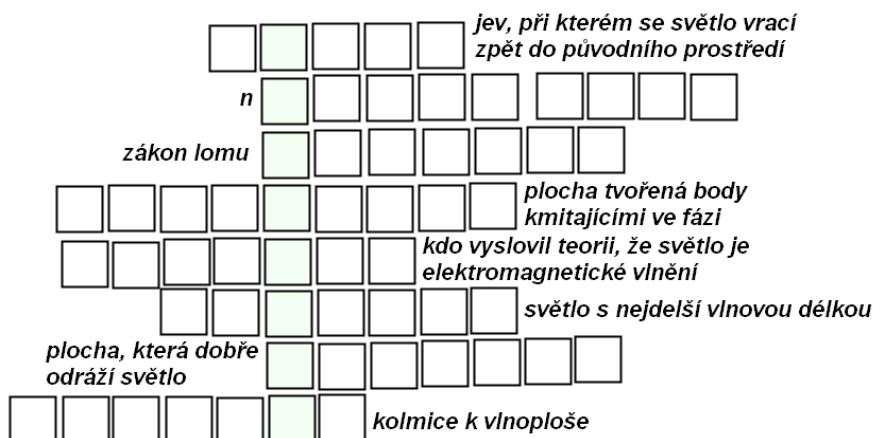 jev, při kterém se světlo vrací
zpět do původního prostředí
n
zákon lomu
plocha tvořená body
kmitajícími ve fázi
kdo vyslovil teorii, že světlo je
elektromagnetické vlnění
světlo s nejdelší vlnovou délkou
plocha, která dobře
odráží světlo
kolmice k vlnoploše